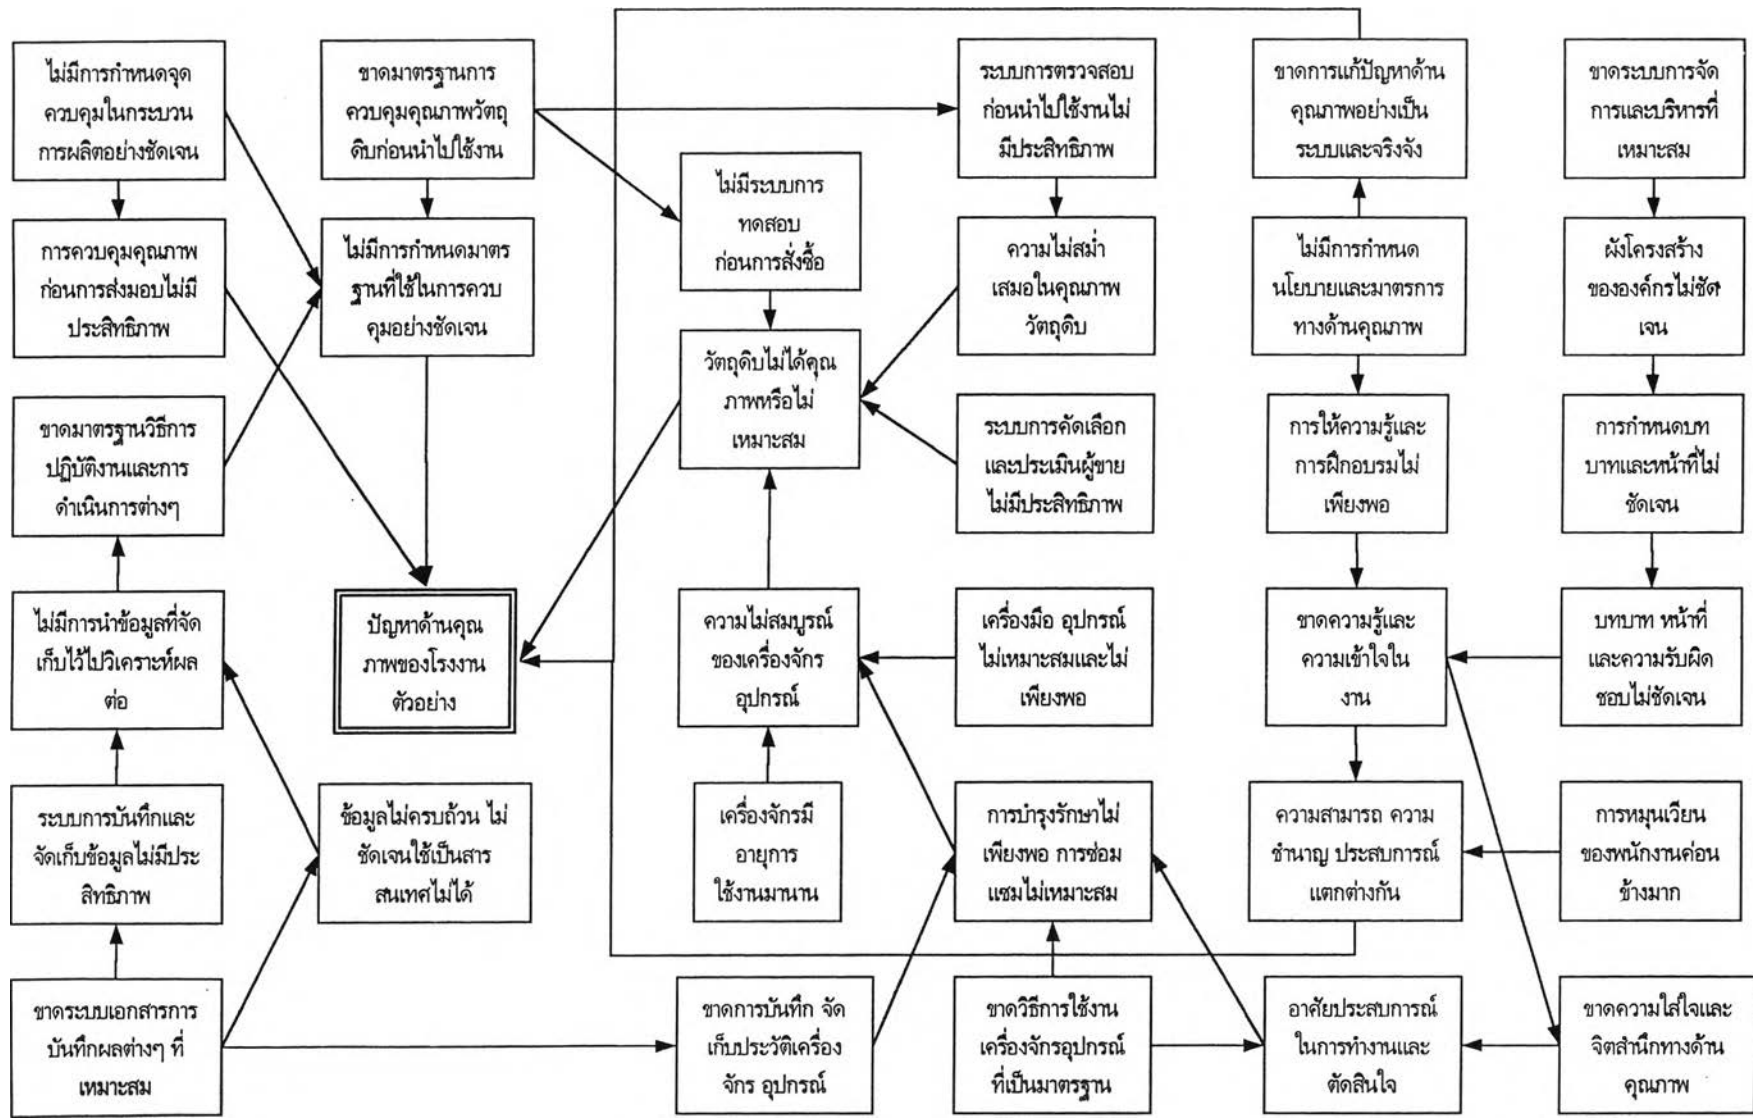 ไม่มีการกำหนดจุด
ควบคุมในกระบวน
การผลิตอย่างชัดเจน
ขาดมาตรฐานการ
ควบคุมคุณภาพวัตถุ
ดิบก่อนนำไปใช้งาน
ระบบการตรวจสอบ
ก่อนนำไปใช้งานไม่
มีประสิทธิภาพ
ขาดการแก้ปัญหาด้าน
คุณภาพอย่างเป็น
ระบบและจริงจัง
ขาดระบบการจัด
การและบริหารที่
เหมาะสม
ไม่มีระบบการ
ทดสอบ
ก่อนการสั่งซื้อ
การควบคุมคุณภาพ
ก่อนการส่งมอบไม่มี
ประสิทธิภาพ
ไม่มีการกำหนดมาตร
ฐานที่ใช้ในการควบ
คุมอย่างชัดเจน
ความไม่สม่ำ
เสมอในคุณภาพ
วัตถุดิบ
ไม่มีการกำหนด
นโยบายและมาตรการ
ทางด้านคุณภาพ
ผังโครงสร้าง
ขององค์กรไม่ชัด
เจน
วัตถุดิบไม่ได้คุณ
ภาพหรือไม่
เหมาะสม
ขาดมาตรฐานวิธีการ
ปฏิบัติงานและการ
ดำเนินการต่างๆ
ระบบการคัดเลือก
และประเมินผู้ขาย
ไม่มีประสิทธิภาพ
การให้ความรู้และ
การฝึกอบรมไม่
เพียงพอ
การกำหนดบท
บาทและหน้าที่ไม่
ชัดเจน
ไม่มีการนำข้อมูลที่จัด
เก็บไว้ไปวิเคราะห์ผล
ต่อ
ปัญหาด้านคุณ
ภาพของโรงงาน
ตัวอย่าง
ความไม่สมบูรณ์
ของเครื่องจักร
อุปกรณ์
เครื่องมือ อุปกรณ์
ไม่เหมาะสมและไม่
เพียงพอ
ขาดความรู้และ
ความเข้าใจใน
งาน
บทบาท หน้าที่
และความรับผิด
ชอบไม่ชัดเจน
ระบบการบันทึกและ
จัดเก็บข้อมูลไม่มีประ
สิทธิภาพ
ข้อมูลไม่ครบถ้วน ไม่
ชัดเจนใช้เป็นสาร
สนเทศไม่ได้
เครื่องจักรมี
อายุการ
ใช้งานมานาน
การบำรุงรักษาไม่
เพียงพอ การซ่อม
แซมไม่เหมาะสม
ความสามารถ ความ
ชำนาญ ประสบการณ์
แตกต่างกัน
การหมุนเวียน
ของพนักงานค่อน
ข้างมาก
ขาดระบบเอกสารการ
บันทึกผลต่างๆ ที่
เหมาะสม
ขาดการบันทึก จัด
เก็บประวัติเครื่อง
จักร อุปกรณ์
ขาดวิธีการใช้งาน
เครื่องจักรอุปกรณ์
ที่เป็นมาตรฐาน
อาศัยประสบการณ์
ในการทำงานและ
ตัดสินใจ
ขาดความใส่ใจและ
จิตสำนึกทางด้าน
คุณภาพ